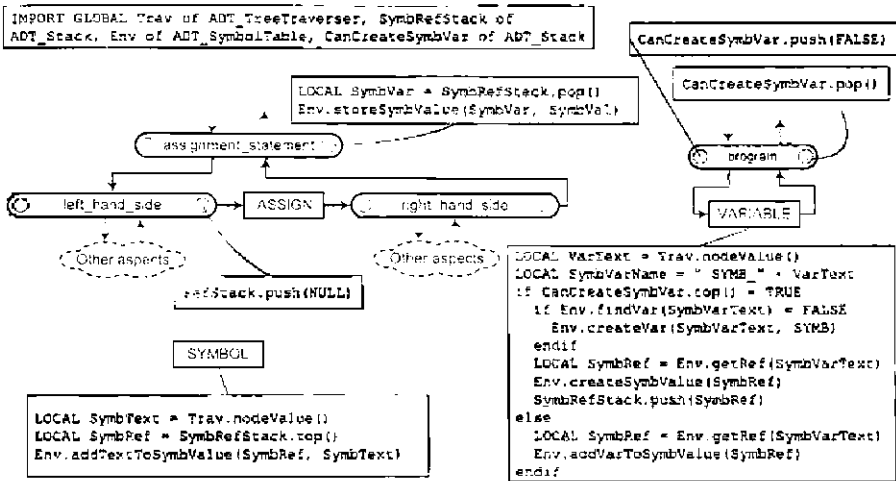 IMPORT GLOBAL Trav of ADT_TreeTraverser, SymbRefStack of
ADT_Stack, Env of ADT_SymbolTable, CanCreateSymbVar of ADT_Stack
CanCreateSymbVar.push(FALSE)
CanCreateSymbVar.pop()
LOCAL SymbVar = SymbRefStack.pop()
Env.storeSymbValue(SymbVar, SymbVal)
assignment_statement
program
left_hand_side
ASSIGN
right_hand_side
VARIABLE
Other aspects
Other aspects
refStack.push(NULL)
LOCAL VarText = Trav.nodeValue()
LOCAL SymbVarName = "_SYMB_" + VarText
if CanCreateSymbVar.top() = TRUE
if Env.findVar(SymbVarText) = FALSE
Env.createVar(SymbVarText, SYMB)
endif
LOCAL SymbRef = Env.getRef(SymbVarText)
Env.createSymbValue(SymbRef)
SymbRefStack.push(SymbRef)
else
LOCAL SymbRef = Env.getRef(SymbVarText)
Env.addVarToSymbValue(SymbRef)
endif
SYMBOL
LOCAL SymbText = Trav.nodeValue()
LOCAL SymbRef = SymbRefStack.top()
Env.addTextToSymbValue(SymbRef, SymbText)